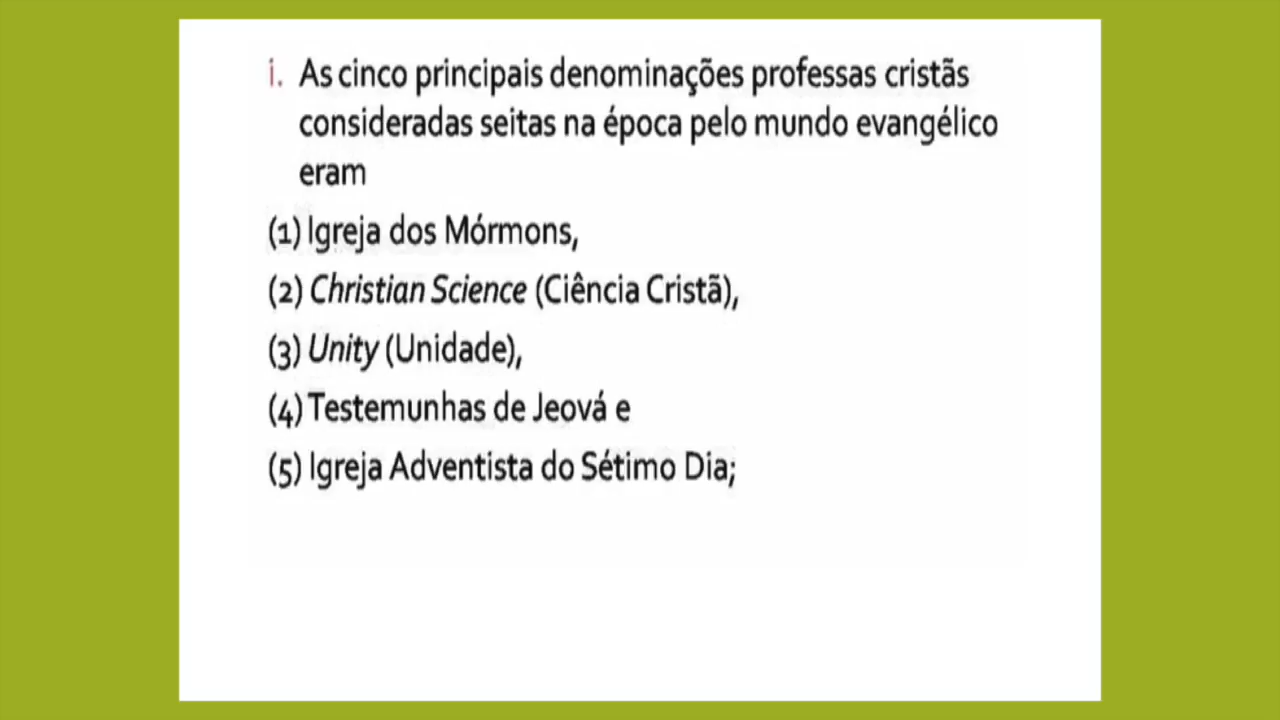 i. As cinco principais denominações professas cristãs
consideradas seitas na época pelo mundo evangélico
eram
(1) Igreja dos Mórmons,
(2) Christian Science (Ciência Cristã),
(3) Unity (Unidade),
(4) Testemunhas de Jeová e
(5) Igreja Adventista do Sétimo Dia;